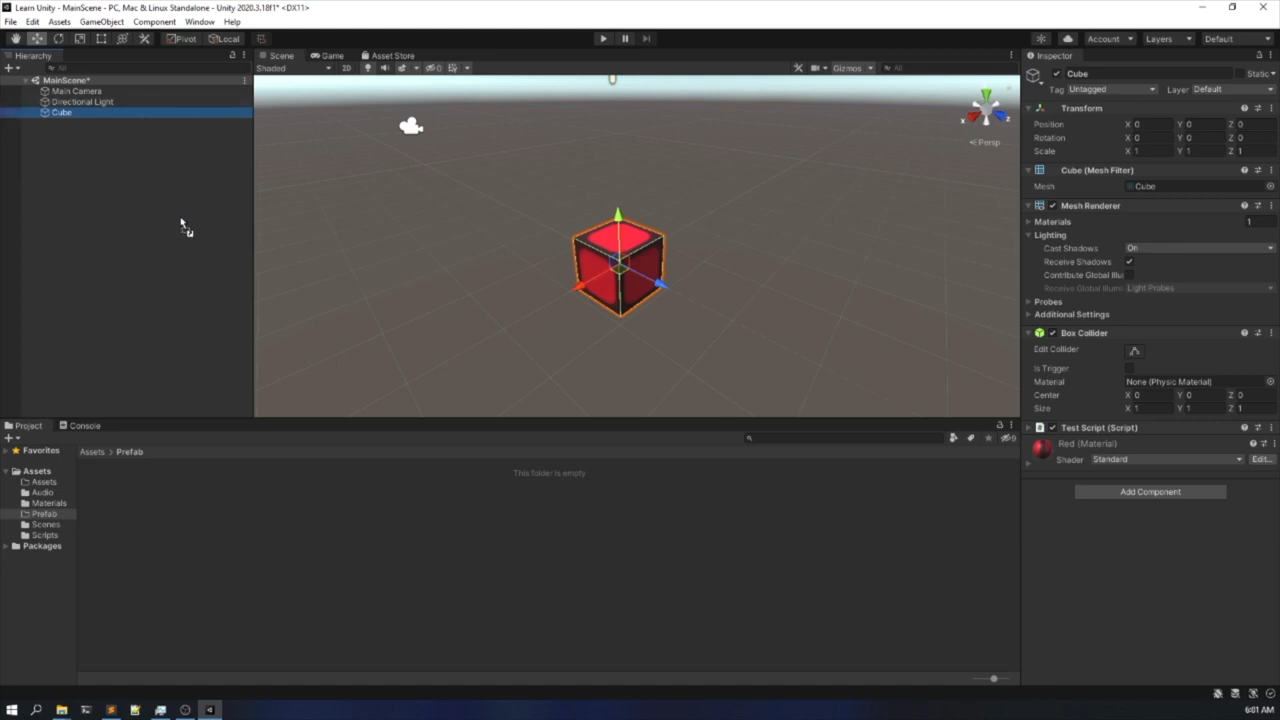 Learn Unity - MainScene - PC, Mac & Linux Standalone - Unity 2020.3.18f1* <DX11>
File Edit Assets GameObject Component Window Help
Pivot Local Account Layers Default
Hierarchy
All
MainScene*
Main Camera
Directional Light
Cube
Scene Game Asset Store
Shaded 2D 0 Gizmos All
x z
Persp
Inspector
Cube Static
Tag Untagged Layer Default
Transform
Position X 0 Y 0 Z 0
Rotation X 0 Y 0 Z 0
Scale X 1 Y 1 Z 1
Cube (Mesh Filter)
Mesh Cube
Mesh Renderer
Materials 1
Lighting
Cast Shadows On
Receive Shadows
Contribute Global Illu
Receive Global Illumi Light Probes
Probes
Additional Settings
Box Collider
Edit Collider
Is Trigger
Material None (Physic Material)
Center X 0 Y 0 Z 0
Size X 1 Y 1 Z 1
Test Script (Script)
Red (Material)
Shader Standard Edit...
Add Component
Project Console
Favorites
Assets
Assets
Audio
Materials
Prefab
Scenes
Scripts
Packages
Assets > Prefab
This folder is empty
6:01 AM